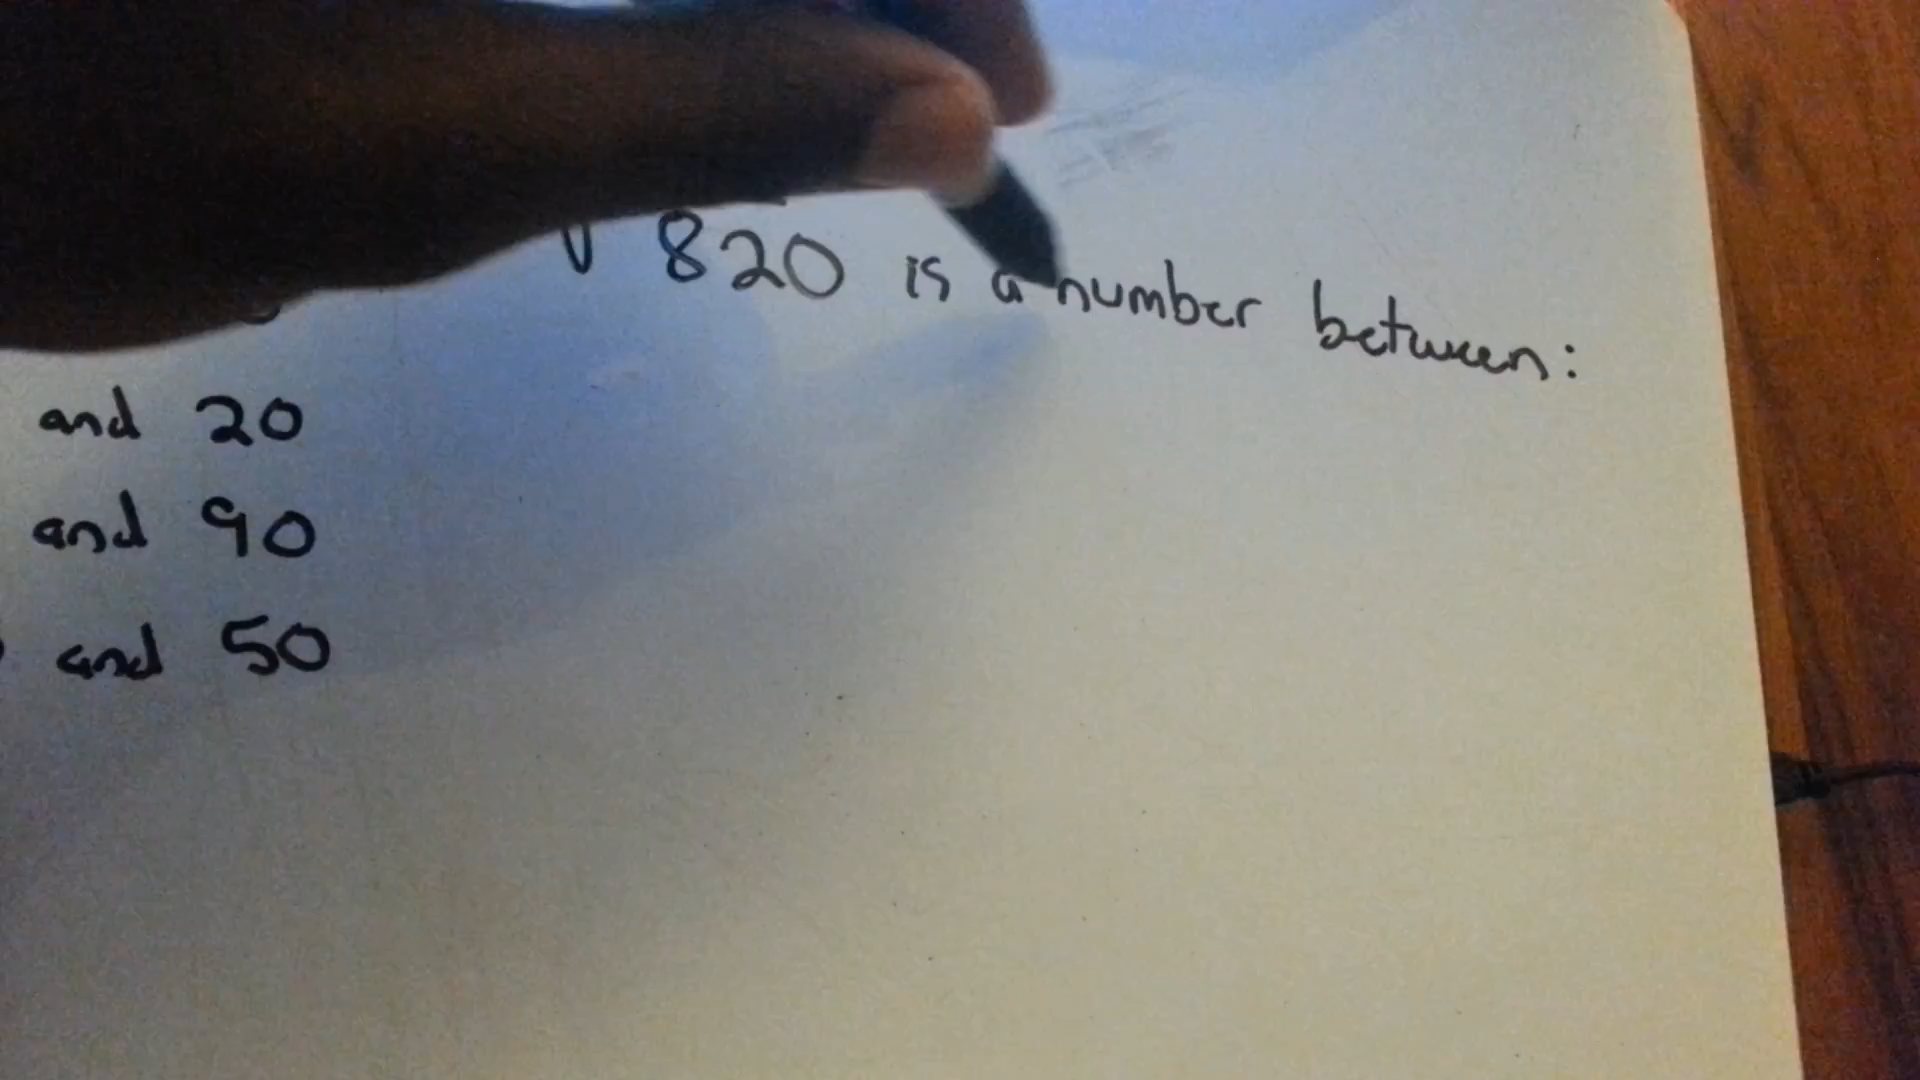 820 is a number between:
and 20
and 90
and 50